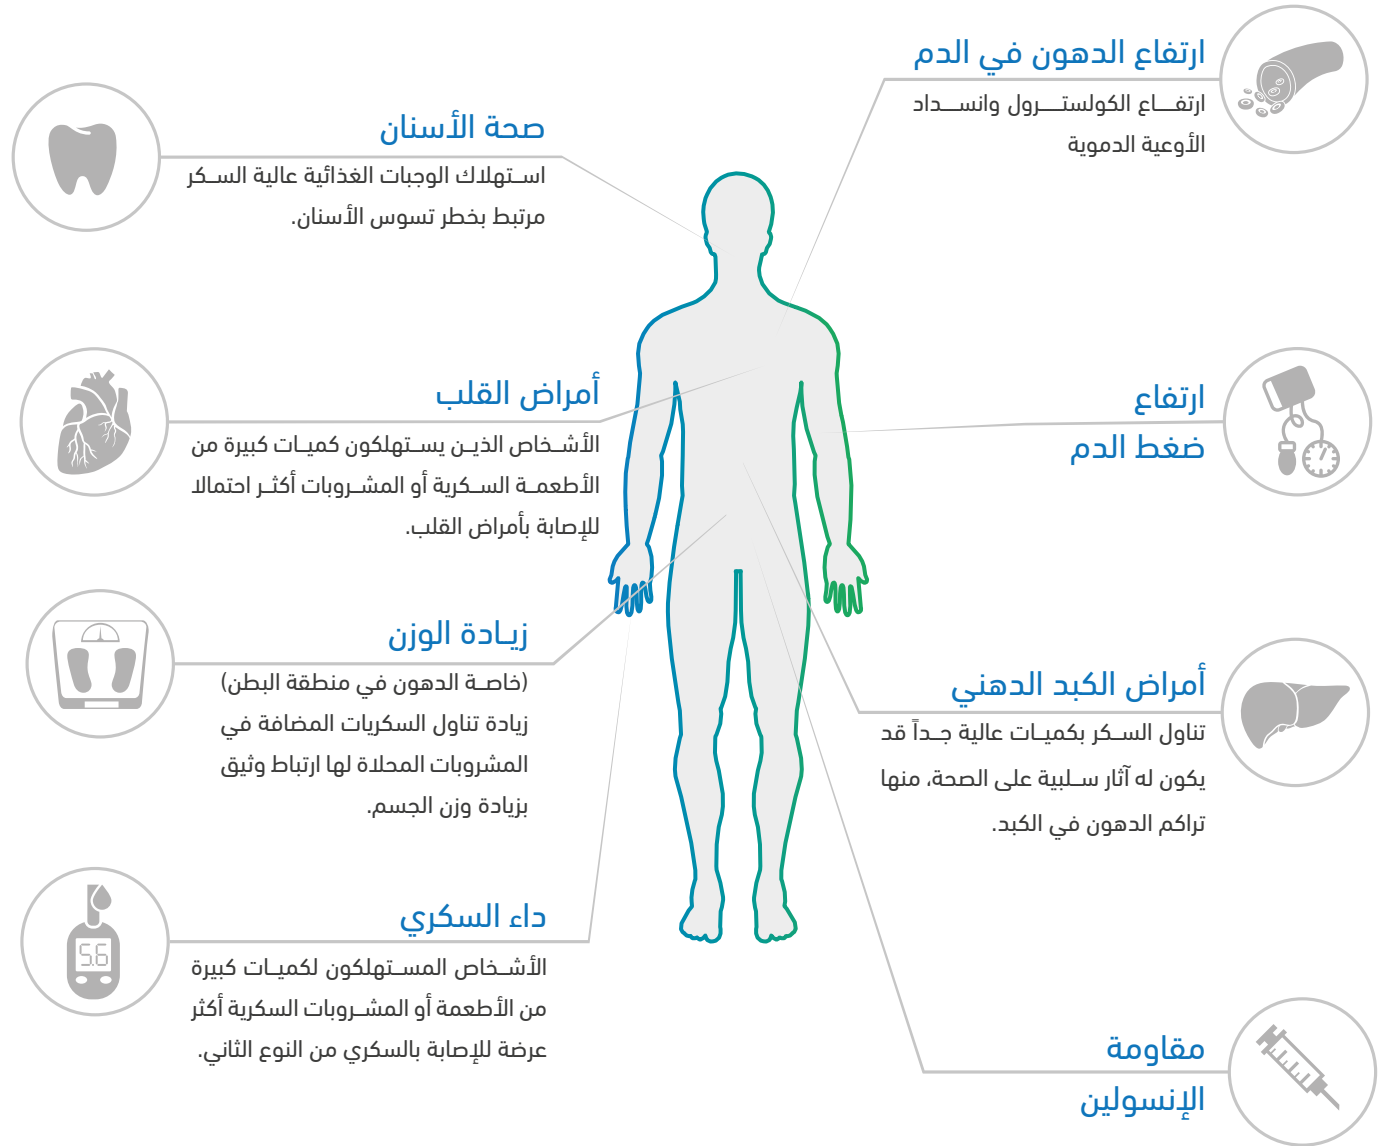 ارتفاع الدهون في الدم
ارتفاع الكولسترول وانسداد
الأوعية الدموية
ارتفاع
ضغط الدم
أمراض الكبد الدهني
تناول السكر بكميات عالية جداً قد
يكون له آثار سلبية على الصحة، منها
تراكم الدهون في الكبد.
مقاومة
الإنسولين
صحة الأسنان
استهلاك الوجبات الغذائية عالية السكر
مرتبط بخطر تسوس الأسنان.
أمراض القلب
الأشخاص الذين يستهلكون كميات كبيرة من
الأطعمة السكرية أو المشروبات أكثر احتمالا
للإصابة بأمراض القلب.
زيادة الوزن
(خاصة الدهون في منطقة البطن)
زيادة تناول السكريات المضافة في
المشروبات المحلاة لها ارتباط وثيق
بزيادة وزن الجسم.
داء السكري
الأشخاص المستهلكون لكميات كبيرة
من الأطعمة أو المشروبات السكرية أكثر
عرضة للإصابة بالسكري من النوع الثاني.
5.6